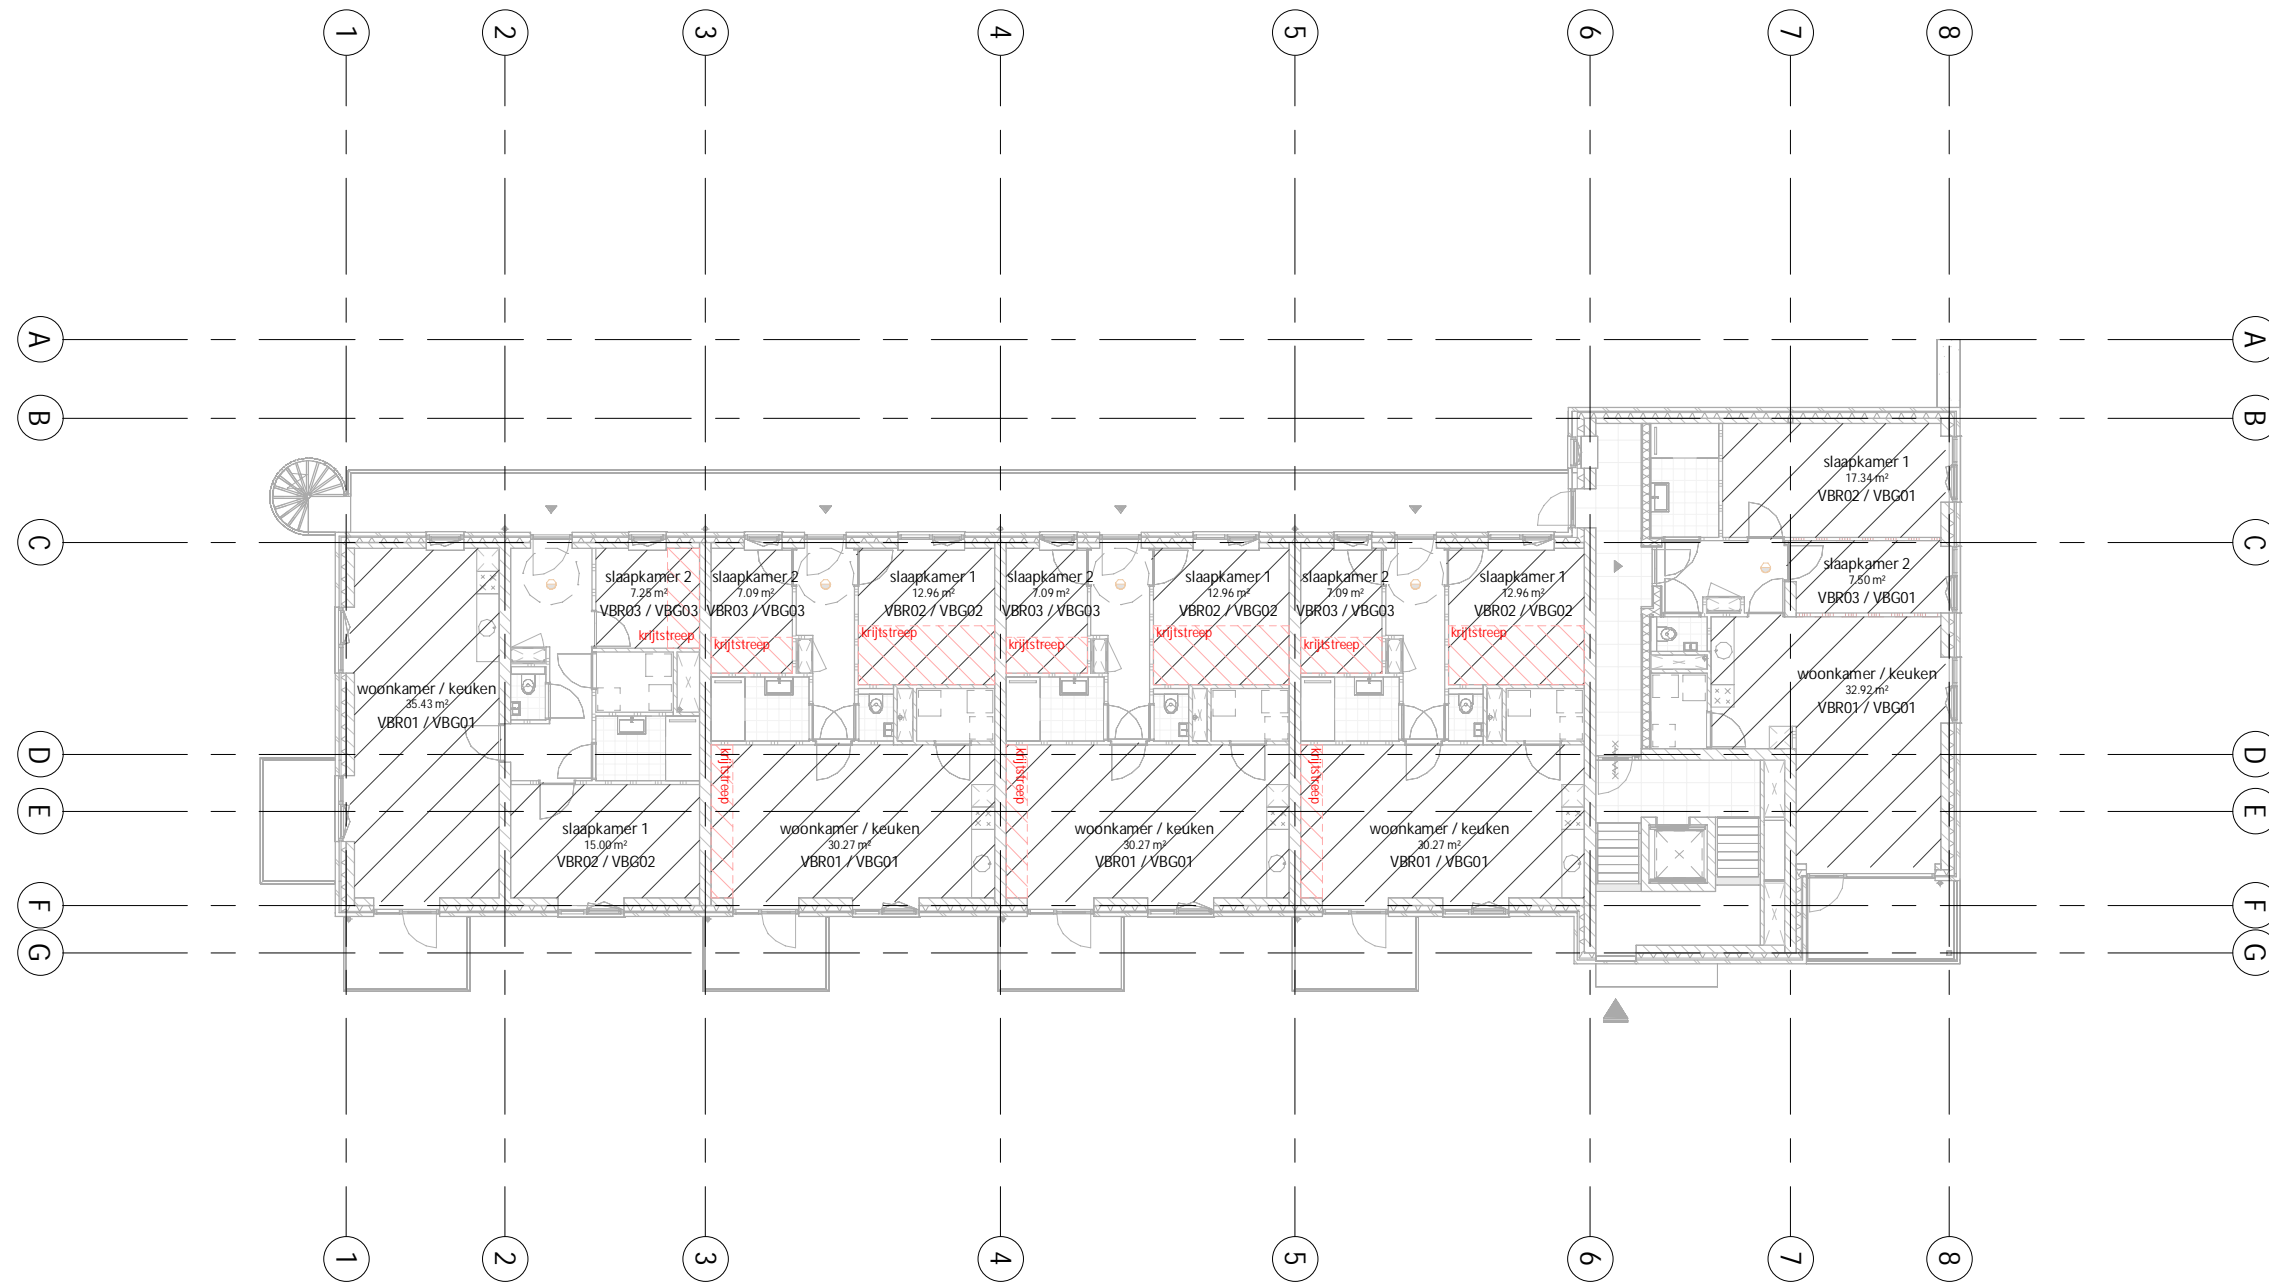 1 2 3 4 5 6 7 8
A A
B B
slaapkamer 1
17.34 m²
VBR02 / VBG01
C C
slaapkamer 2
7.25 m²
VBR03 / VBG03
krijtstreep
slaapkamer 2
7.09 m²
VBR03 / VBG03
krijtstreep
slaapkamer 1
12.96 m²
VBR02 / VBG02
krijtstreep
slaapkamer 2
7.09 m²
VBR03 / VBG03
krijtstreep
slaapkamer 1
12.96 m²
VBR02 / VBG02
krijtstreep
slaapkamer 2
7.09 m²
VBR03 / VBG03
krijtstreep
slaapkamer 1
12.96 m²
VBR02 / VBG02
krijtstreep
slaapkamer 2
7.50 m²
VBR03 / VBG01
woonkamer / keuken
35.43 m²
VBR01 / VBG01
woonkamer / keuken
32.92 m²
VBR01 / VBG01
D D
krijtstreep
krijtstreep
krijtstreep
E E
slaapkamer 1
15.00 m²
VBR02 / VBG02
woonkamer / keuken
30.27 m²
VBR01 / VBG01
woonkamer / keuken
30.27 m²
VBR01 / VBG01
woonkamer / keuken
30.27 m²
VBR01 / VBG01
F F
G G
1 2 3 4 5 6 7 8